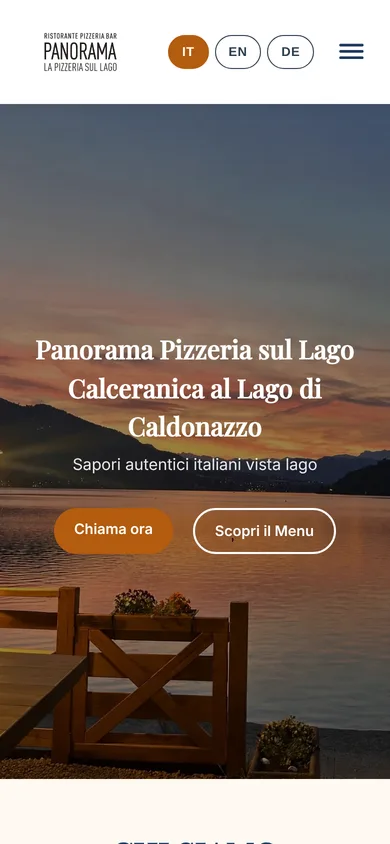 RISTORANTE PIZZERIA BAR
PANORAMA
LA PIZZERIA SUL LAGO
IT
EN
DE
Panorama Pizzeria sul Lago
Calceranica al Lago di
Caldonazzo
Sapori autentici italiani vista lago
Chiama ora
Scopri il Menu